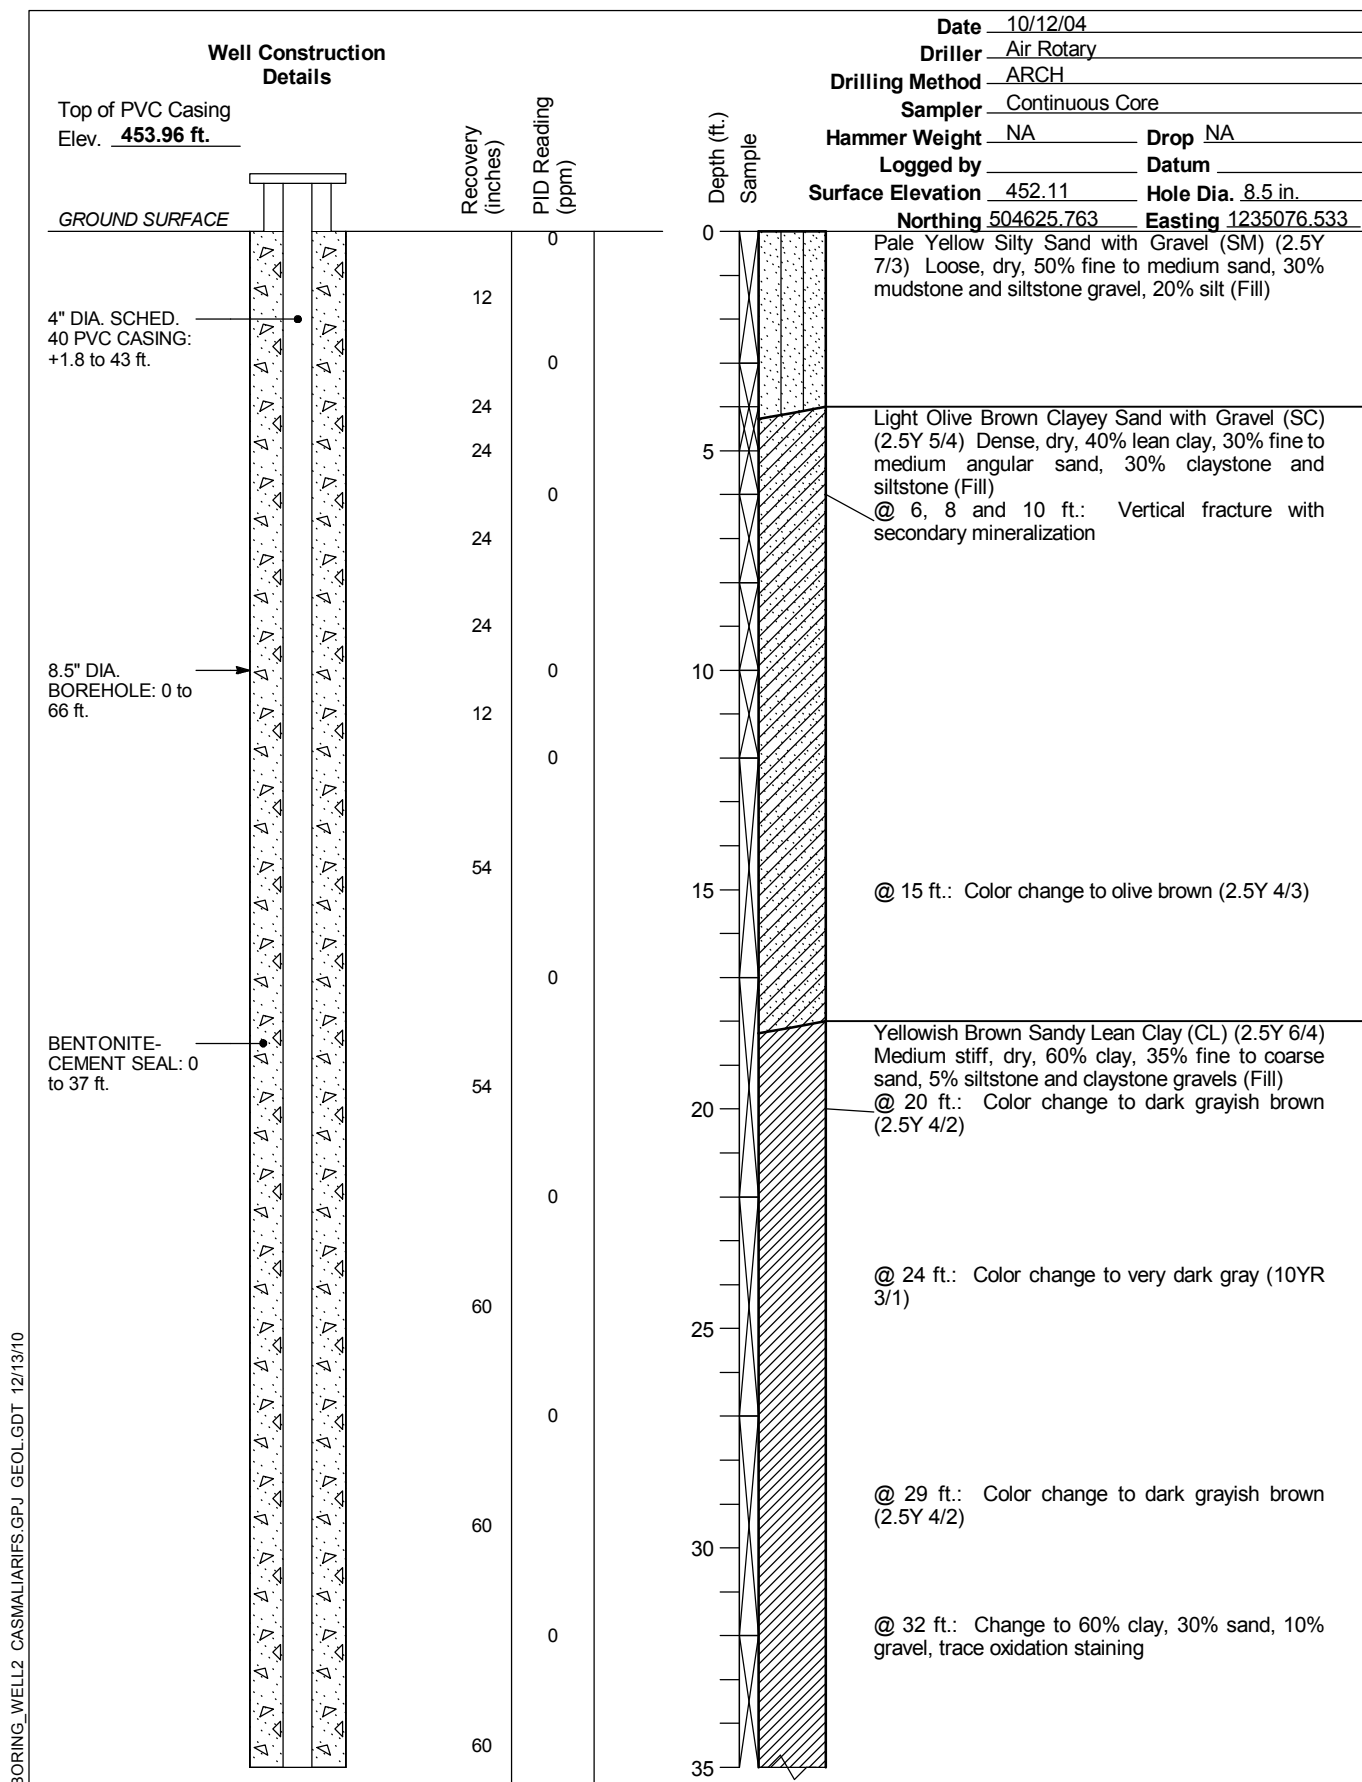 Well Construction
Details
Top of PVC Casing
Elev. 453.96 ft.
GROUND SURFACE
Recovery
(inches)
PID Reading
(ppm)
Depth (ft.)
Sample
Date 10/12/04
Driller Air Rotary
Drilling Method ARCH
Sampler Continuous Core
Hammer Weight NA Drop NA
Logged by Datum
Surface Elevation 452.11 Hole Dia. 8.5 in.
Northing 504625.763 Easting 1235076.533
4" DIA. SCHED.
40 PVC CASING:
+1.8 to 43 ft.
8.5" DIA.
BOREHOLE: 0 to
66 ft.
BENTONITE-
CEMENT SEAL: 0
to 37 ft.
12
24
24
24
24
12
54
54
60
60
60
0
0
0
0
0
0
0
0
0
0
5
10
15
20
25
30
35
Pale Yellow Silty Sand with Gravel (SM) (2.5Y
7/3) Loose, dry, 50% fine to medium sand, 30%
mudstone and siltstone gravel, 20% silt (Fill)
Light Olive Brown Clayey Sand with Gravel (SC)
(2.5Y 5/4) Dense, dry, 40% lean clay, 30% fine to
medium angular sand, 30% claystone and
siltstone (Fill)
@ 6, 8 and 10 ft.: Vertical fracture with
secondary mineralization
@ 15 ft.: Color change to olive brown (2.5Y 4/3)
Yellowish Brown Sandy Lean Clay (CL) (2.5Y 6/4)
Medium stiff, dry, 60% clay, 35% fine to coarse
sand, 5% siltstone and claystone gravels (Fill)
@ 20 ft.: Color change to dark grayish brown
(2.5Y 4/2)
@ 24 ft.: Color change to very dark gray (10YR
3/1)
@ 29 ft.: Color change to dark grayish brown
(2.5Y 4/2)
@ 32 ft.: Change to 60% clay, 30% sand, 10%
gravel, trace oxidation staining
BORING_WELL2 CASMALIARIFS.GPJ GEOL.GDT 12/13/10